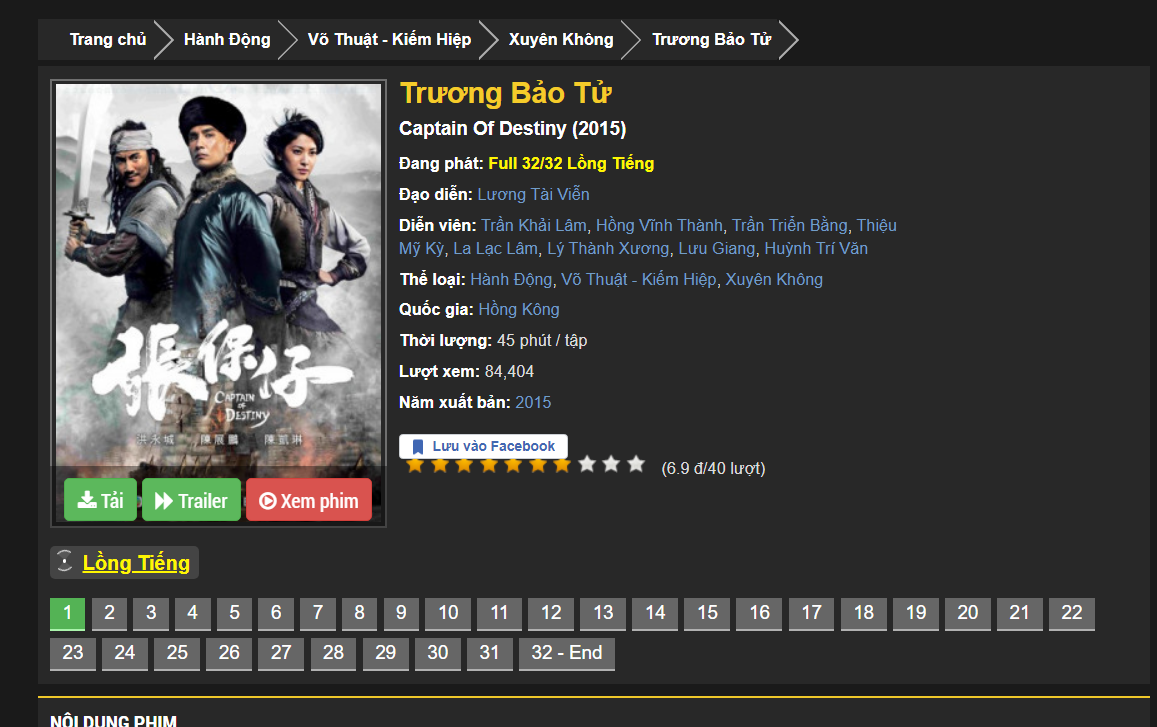 Trang chủ Hành Động Võ Thuật - Kiếm Hiệp Xuyên Không Trương Bảo Tử
Trương Bảo Tử
Captain Of Destiny (2015)
Đang phát: Full 32/32 Lồng Tiếng
Đạo diễn: Lương Tài Viễn
Diễn viên: Trần Khải Lâm, Hồng Vĩnh Thành, Trần Triển Bằng, Thiệu
Mỹ Kỳ, La Lạc Lâm, Lý Thành Xương, Lưu Giang, Huỳnh Trí Văn
Thể loại: Hành Động, Võ Thuật - Kiếm Hiệp, Xuyên Không
Quốc gia: Hồng Kông
Thời lượng: 45 phút / tập
Lượt xem: 84,404
Năm xuất bản: 2015
Lưu vào Facebook
(6.9 đ/40 lượt)
張保仔
CAPTAIN
OF
DESTINY
洪永城 陳展鵬 陳凱琳
Tải Trailer Xem phim
Lồng Tiếng
1 2 3 4 5 6 7 8 9 10 11 12 13 14 15 16 17 18 19 20 21 22
23 24 25 26 27 28 29 30 31 32 - End
NỘI DUNG PHIM